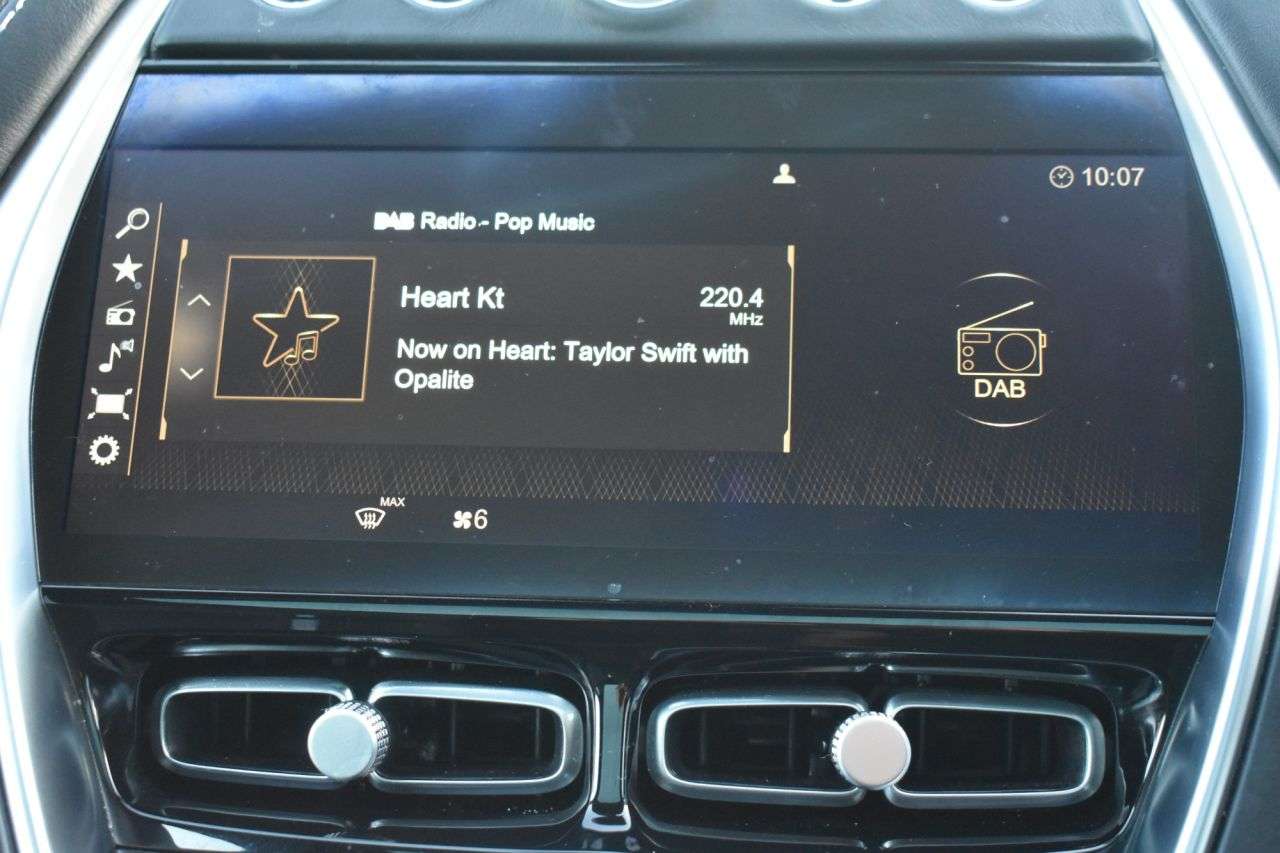 10:07
DAB Radio - Pop Music
Heart Kt
220.4
MHz
Now on Heart: Taylor Swift with
Opalite
DAB
MAX
6